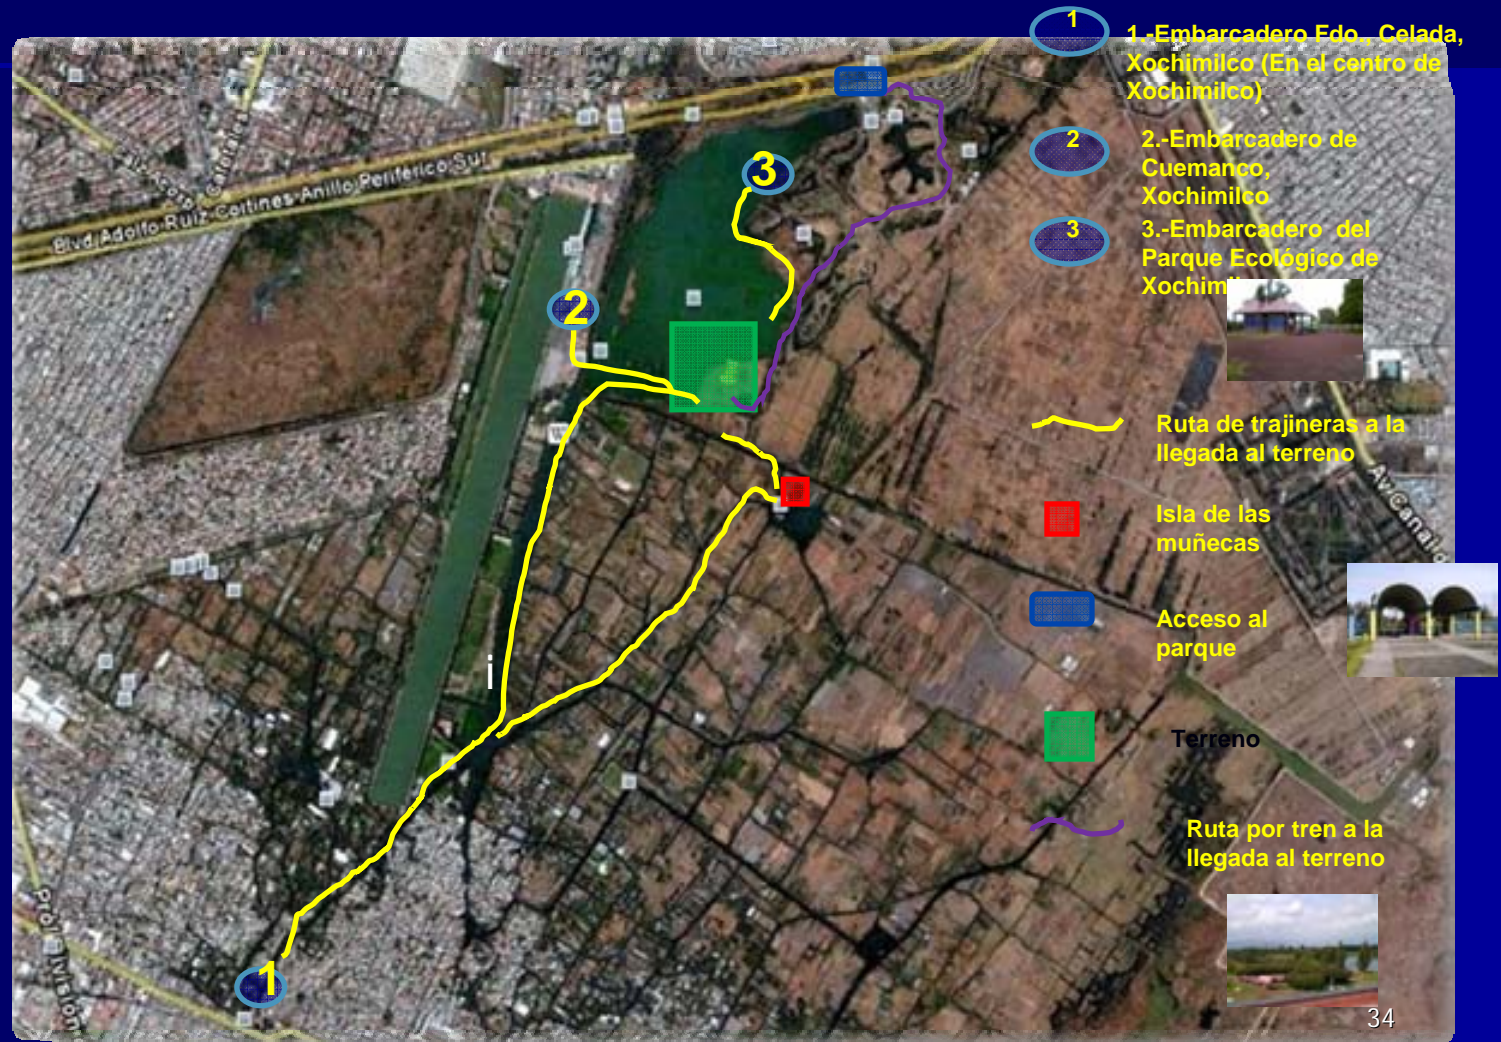 1
1.-Embarcadero Fdo., Celada,
Xochimilco (En el centro de
Xochimilco)
2
2.-Embarcadero de
Cuemanco,
Xochimilco
3
3.-Embarcadero del
Parque Ecológico de
Ruta de trajineras a la
llegada al terreno
Isla de las
muñecas
Acceso al
parque
Terreno
Ruta por tren a la
llegada al terreno
34
Blvd Adolfo Ruiz Cortines-Anillo Periférico Sur
3
2
i
1